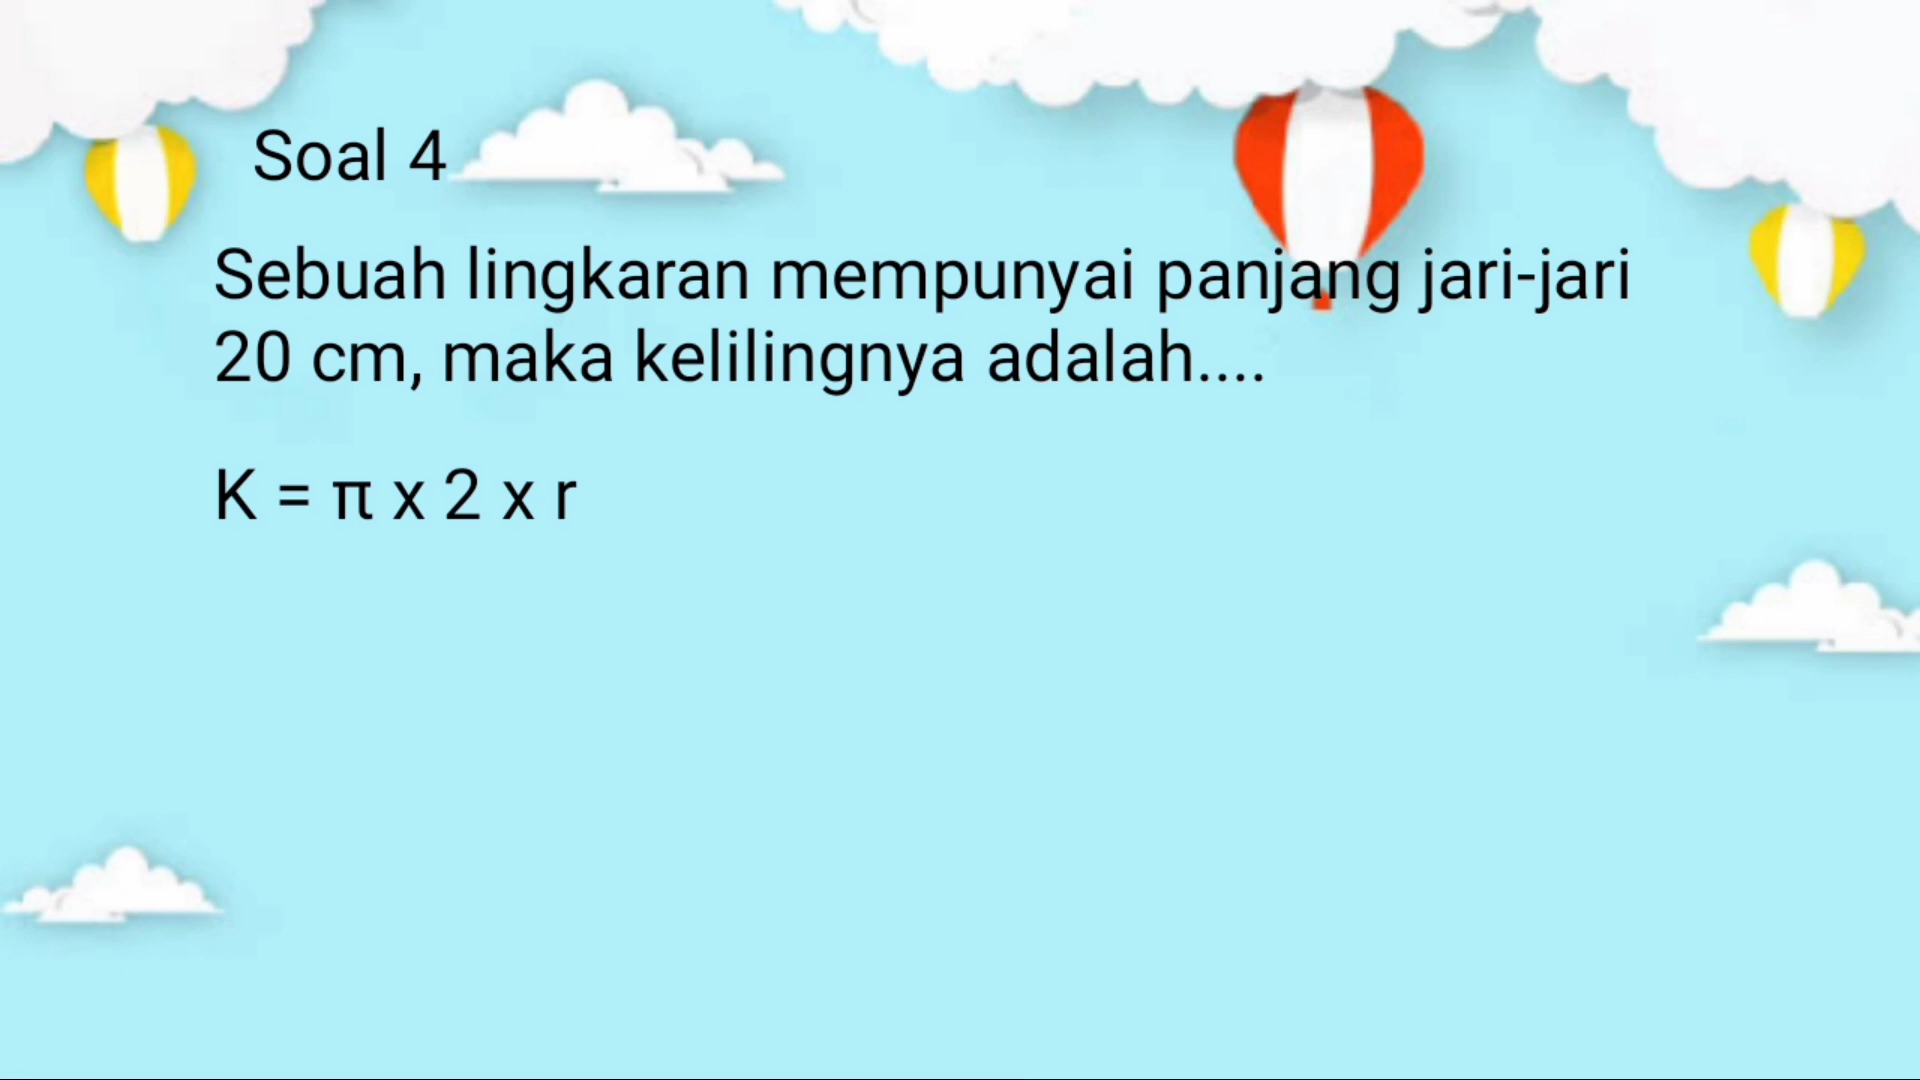 Soal 4
Sebuah lingkaran mempunyai panjang jari-jari
20 cm, maka kelilingnya adalah....
K = π x 2 x r